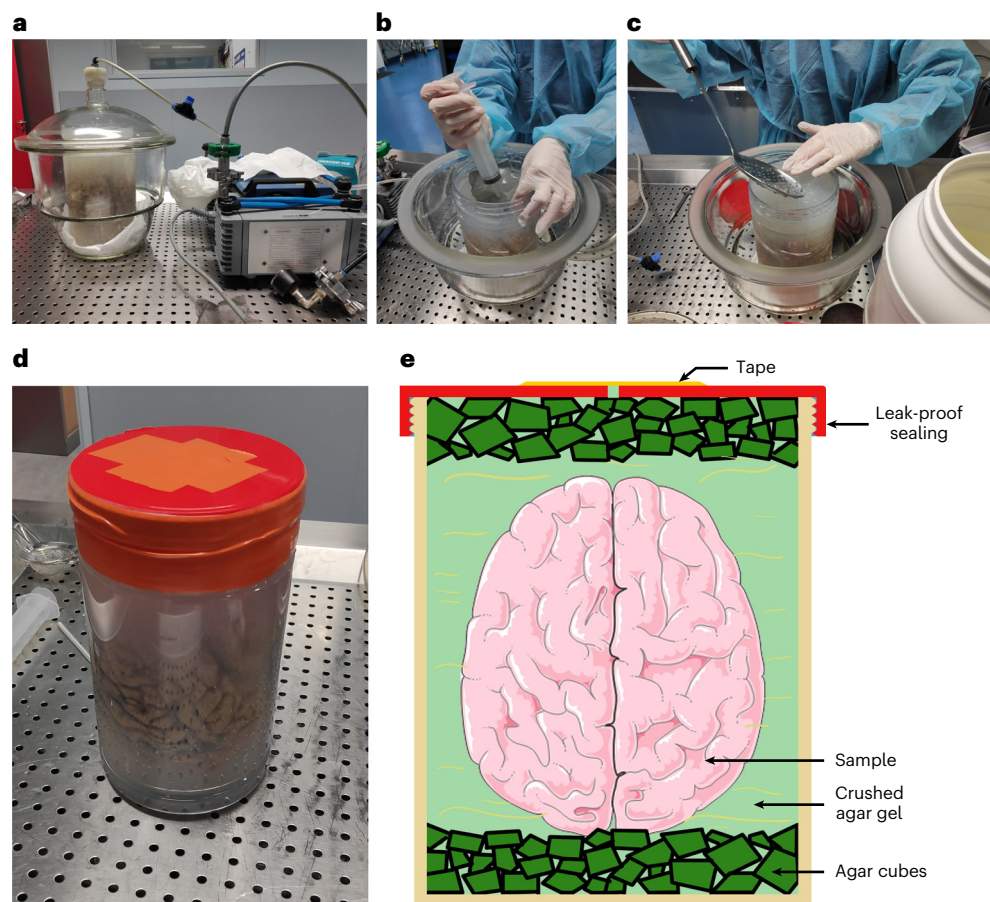 a
b
c
d
e
Tape
Leak-proof
sealing
Sample
Crushed
agar gel
Agar cubes